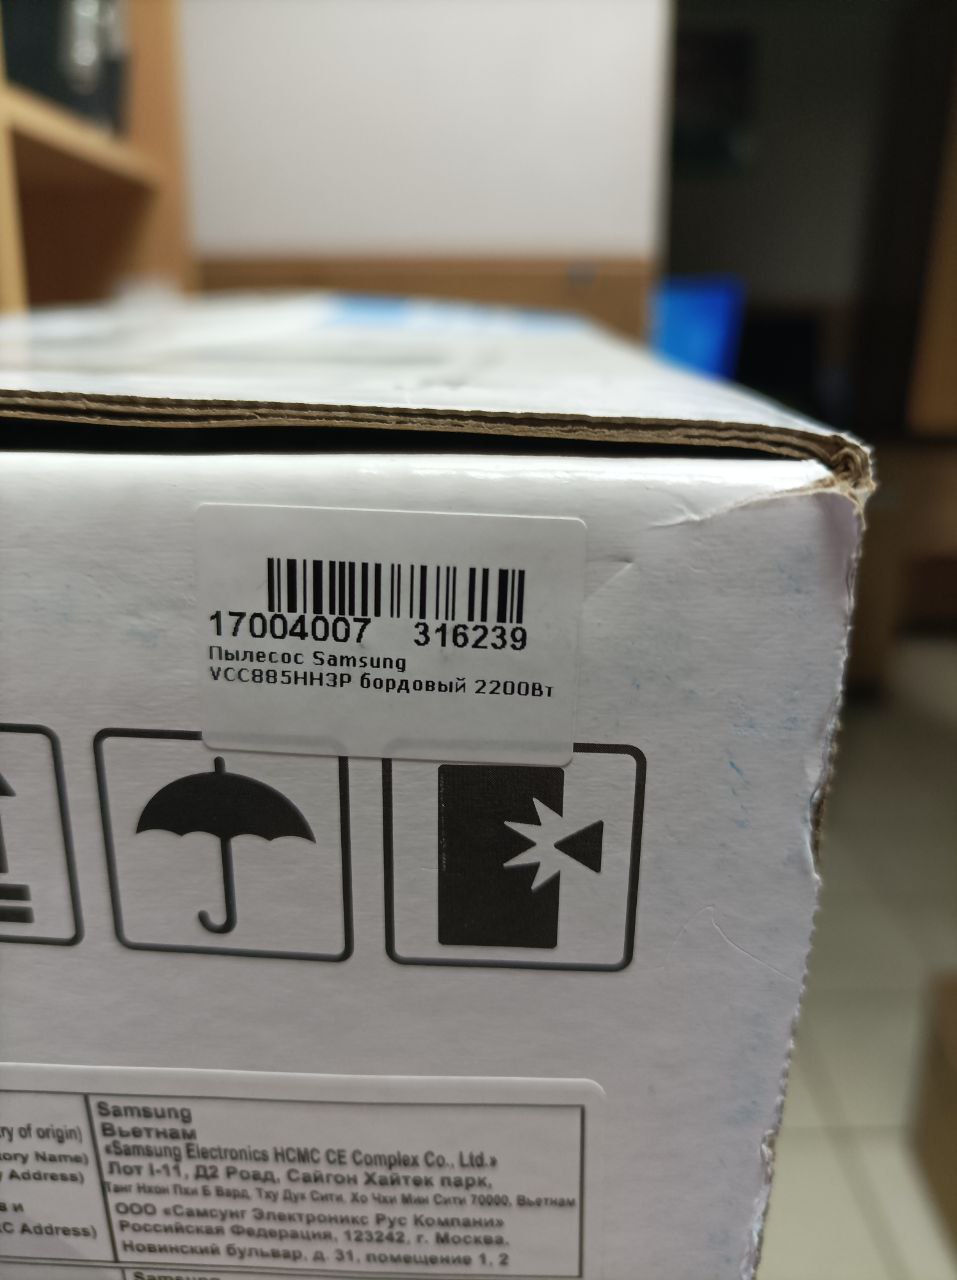 17004007 316239
Пылесос Samsung
VCC885HH3P бордовый 2200Вт
Samsung
ry of origin) Вьетнам
ory Name) «Samsung Electronics HCMC CE Complex Co., Ltd.»
Address) Лот I-11, Д2 Роад, Сайгон Хайтек парк,
Танг Нхон Пхи Б Вард, Тху Дук Сити, Хо Чхи Мин Сити 70000, Вьетнам
в и ООО «Самсунг Электроникс Рус Компани»
C Address) Российская Федерация, 123242, г. Москва,
Новинский бульвар, д. 31, помещение 1, 2
Samsung